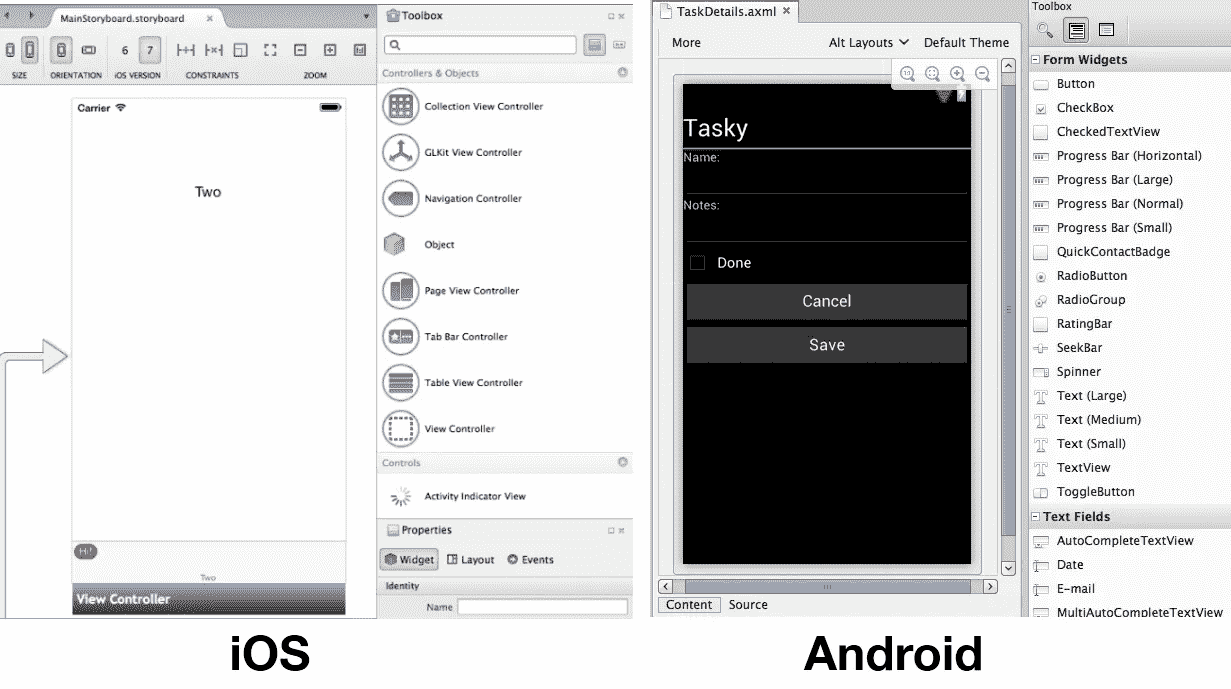 MainStoryboard.storyboard
6 7
SIZE ORIENTATION iOS VERSION CONSTRAINTS ZOOM
Carrier
Two
Hi!
Two
View Controller
Toolbox
Controllers & Objects
Collection View Controller
GLKit View Controller
Navigation Controller
Object
Page View Controller
Tab Bar Controller
Table View Controller
View Controller
Controls
Activity Indicator View
Properties
Widget Layout Events
Identity
Name
iOS
TaskDetails.axml
More Alt Layouts Default Theme
Tasky
Name:
Notes:
Done
Cancel
Save
Content Source
Toolbox
Form Widgets
Button
CheckBox
CheckedTextView
Progress Bar (Horizontal)
Progress Bar (Large)
Progress Bar (Normal)
Progress Bar (Small)
QuickContactBadge
RadioButton
RadioGroup
RatingBar
SeekBar
Spinner
Text (Large)
Text (Medium)
Text (Small)
TextView
ToggleButton
Text Fields
AutoCompleteTextView
Date
E-mail
MultiAutoCompleteTextView
Android